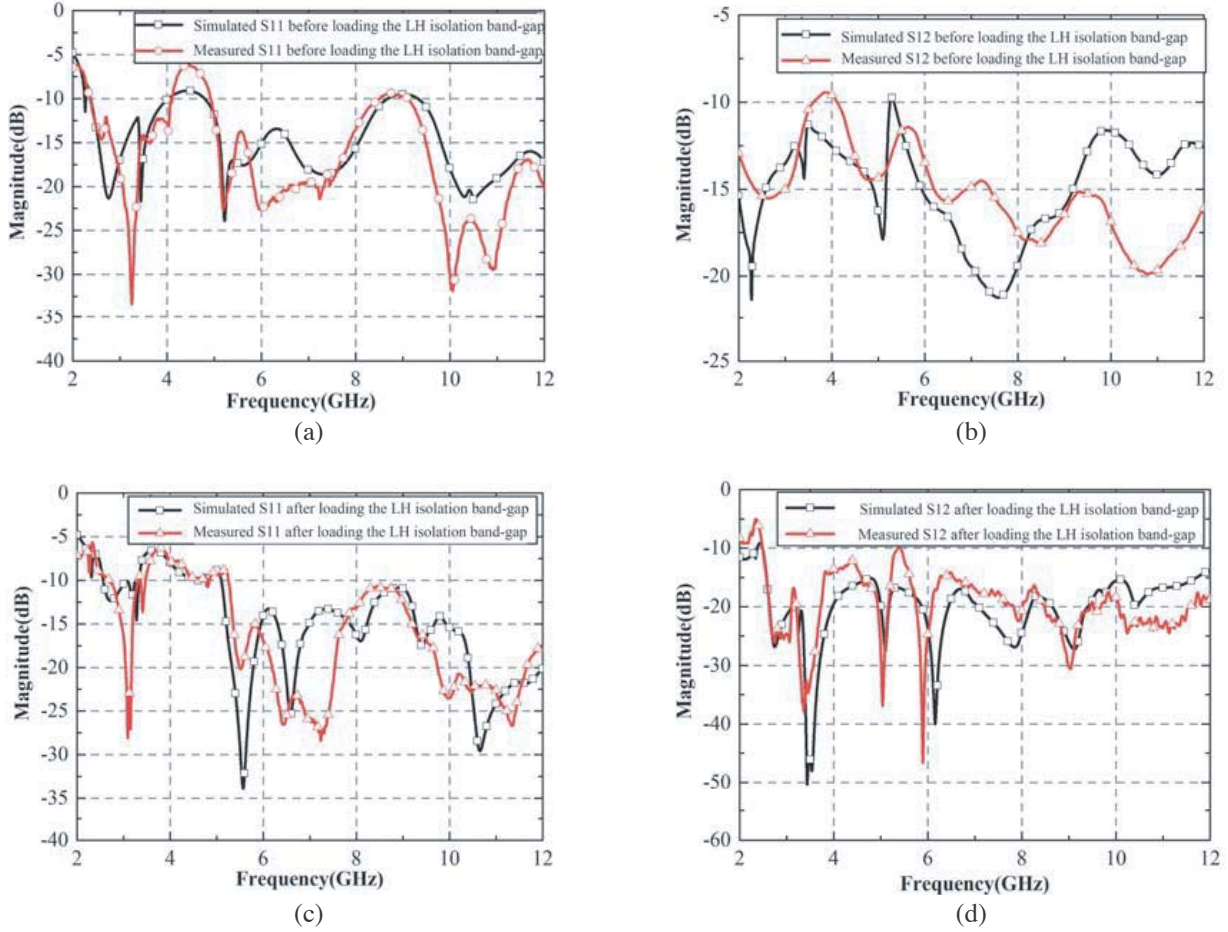 0
-5
-10
-15
-20
-25
-30
-35
-40
Magnitude(dB)
Simulated S11 before loading the LH isolation band-gap
Measured S11 before loading the LH isolation band-gap
2 4 6 8 10 12
Frequency(GHz)
(a)
-5
-10
-15
-20
-25
Magnitude(dB)
Simulated S12 before loading the LH isolation band-gap
Measured S12 before loading the LH isolation band-gap
2 4 6 8 10 12
Frequency(GHz)
(b)
0
-5
-10
-15
-20
-25
-30
-35
-40
Magnitude(dB)
Simulated S11 after loading the LH isolation band-gap
Measured S11 after loading the LH isolation band-gap
2 4 6 8 10 12
Frequency(GHz)
(c)
0
-10
-20
-30
-40
-50
-60
Magnitude(dB)
Simulated S12 after loading the LH isolation band-gap
Measured S12 after loading the LH isolation band-gap
2 4 6 8 10 12
Frequency(GHz)
(d)